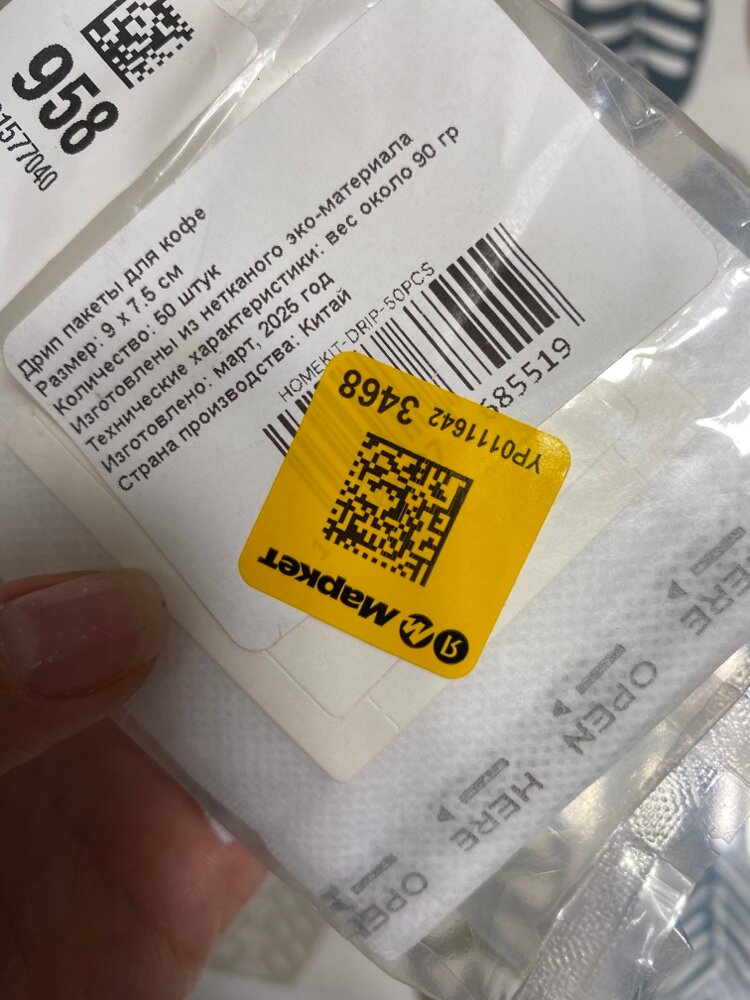 958
1577040
Дрип пакеты для кофе
Размер: 9 х 7,5 см
Количество: 50 штук
Изготовлены из нетканого эко-материала
Технические характеристики: вес около 90 гр
Изготовлено: март, 2025 год
Страна производства: Китай
HOMEKIT-DRIP-50PCS
685519
YP0111642 3468
Я М Маркет
OPEN HERE
OPEN HERE